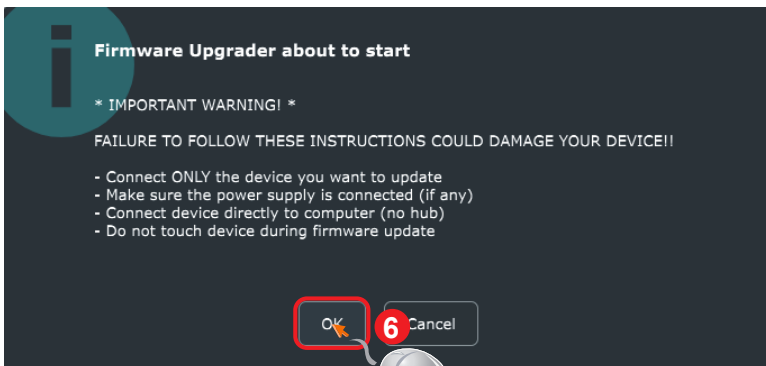 Firmware Upgrader about to start
* IMPORTANT WARNING! *
FAILURE TO FOLLOW THESE INSTRUCTIONS COULD DAMAGE YOUR DEVICE!!
- Connect ONLY the device you want to update
- Make sure the power supply is connected (if any)
- Connect device directly to computer (no hub)
- Do not touch device during firmware update
OK 6 Cancel